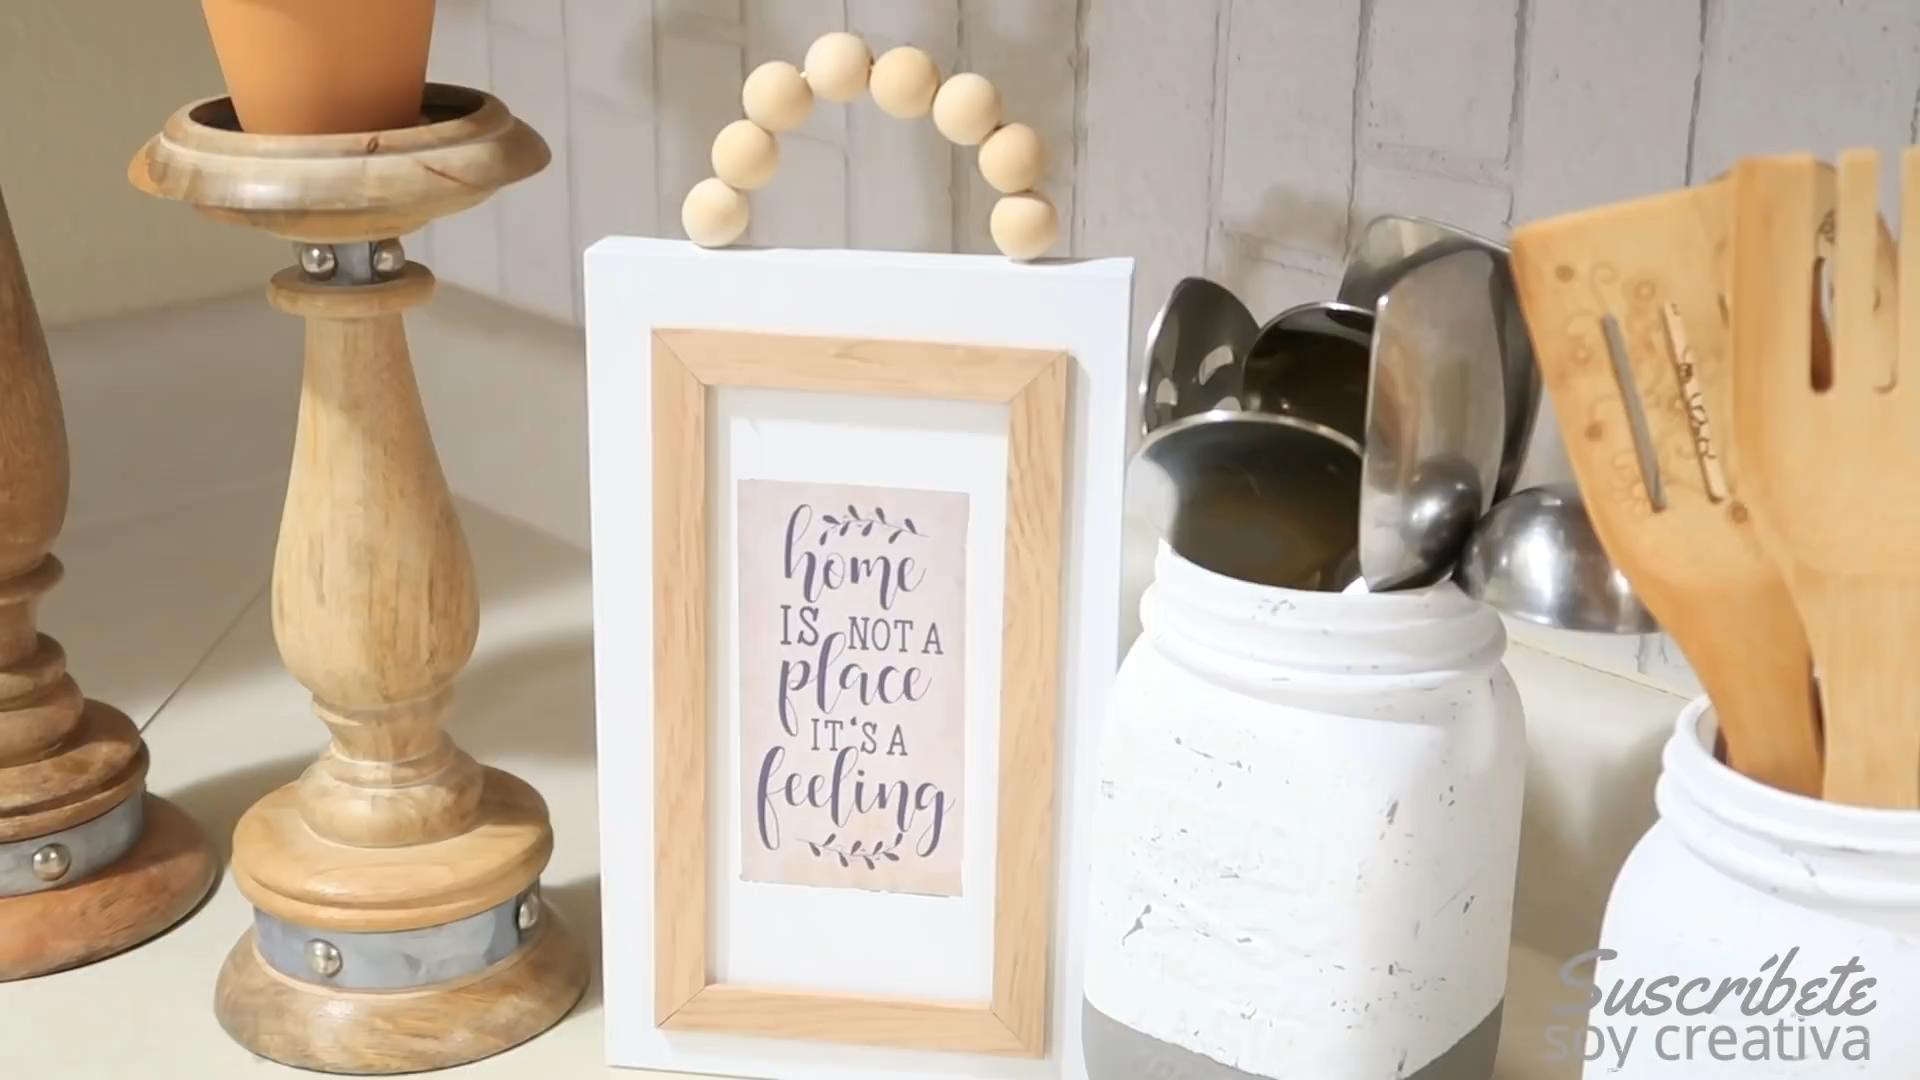 home
IS NOT A
place
IT'S A
feeling
Suscríbete
soy creativa